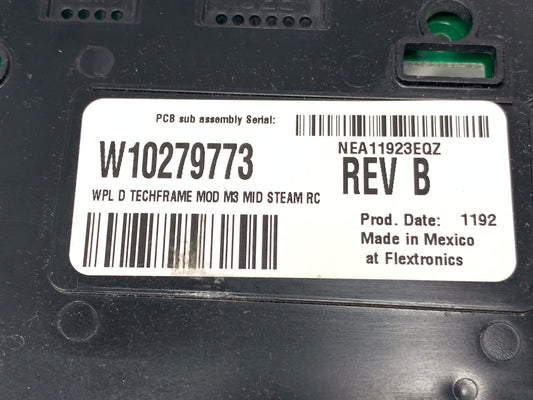 PCB sub assembly Serial:
NEA11923EQZ
W10279773
REV B
WPL D TECHFRAME MOD M3 MID STEAM RC
Prod. Date: 1192
Made in Mexico
at Flextronics